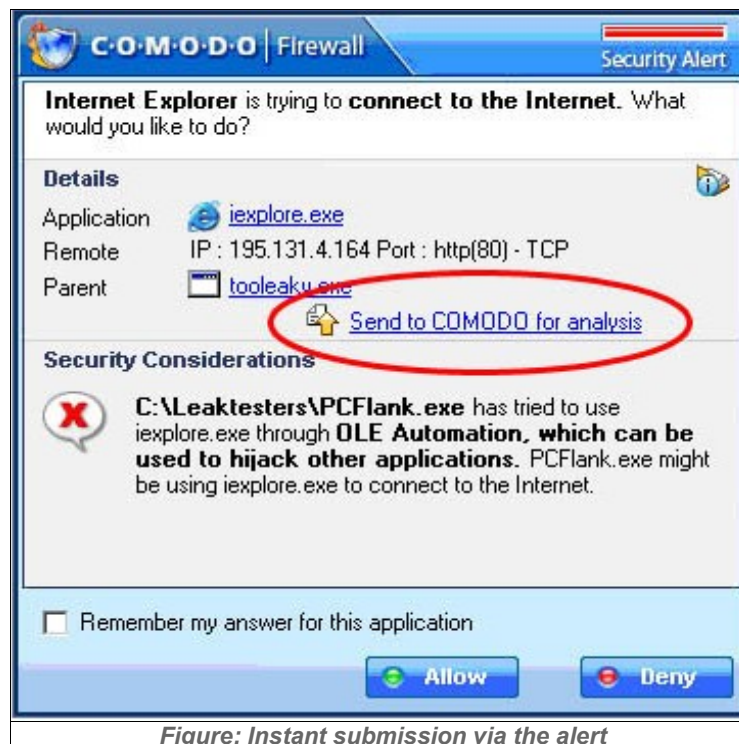 C·O·M·O·D·O | Firewall
Security Alert
Internet Explorer is trying to connect to the Internet. What
would you like to do?
Details
Application iexplore.exe
Remote IP : 195.131.4.164 Port : http(80) - TCP
Parent tooleaky.exe
Send to COMODO for analysis
Security Considerations
C:\Leaktesters\PCFlank.exe has tried to use
iexplore.exe through OLE Automation, which can be
used to hijack other applications. PCFlank.exe might
be using iexplore.exe to connect to the Internet.
Remember my answer for this application
Allow
Deny
Figure: Instant submission via the alert